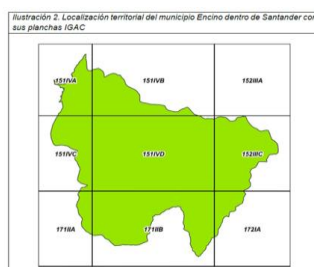 Ilustración 2. Localización territorial del municipio Encino dentro de Santander con
sus planchas IGAC
151IVA 151IVB 152IIIA
151IVC 151IVD 152IIIC
171IIA 171IIB 172IA